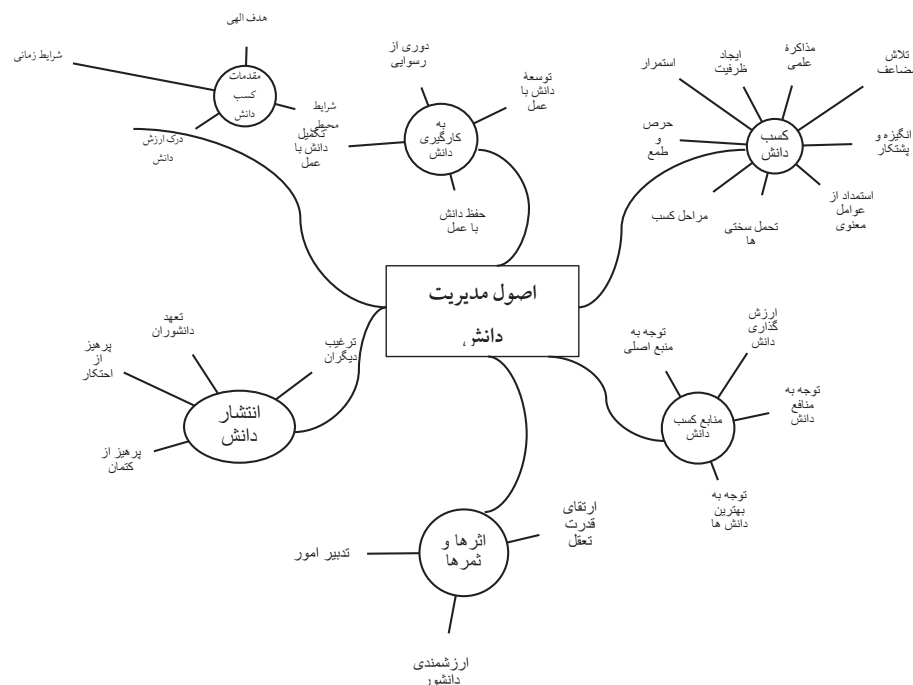 اصول مدیریت
دانش
کسب
دانش
تلاش
مضاعف
انگیزه و
پشتکار
استمداد از
عوامل
معنوی
تحمل سختی
ها
مراحل کسب
حرص
و
طمع
استمرار
ایجاد
ظرفیت
مذاکرۀ
علمی
منابع کسب
دانش
ارزش
گذاری
دانش
توجه به
منافع
دانش
توجه به
بهترین
دانش ها
توجه به
منبع اصلی
اثرها و
ثمرها
ارتقای
قدرت
تعقل
ارزشمندی
دانشور
تدبیر امور
انتشار
دانش
ترغیب
دیگران
تعهد
دانشوران
پرهیز
از
احتکار
پرهیز از
کتمان
مقدمات
کسب
دانش
هدف الهی
شرایط
محیطی
درک ارزش
دانش
شرایط زمانی
به
کارگیری
دانش
دوری از
رسوایی
توسعۀ
دانش با
عمل
حفظ دانش
با عمل
تکمیل
دانش با
عمل